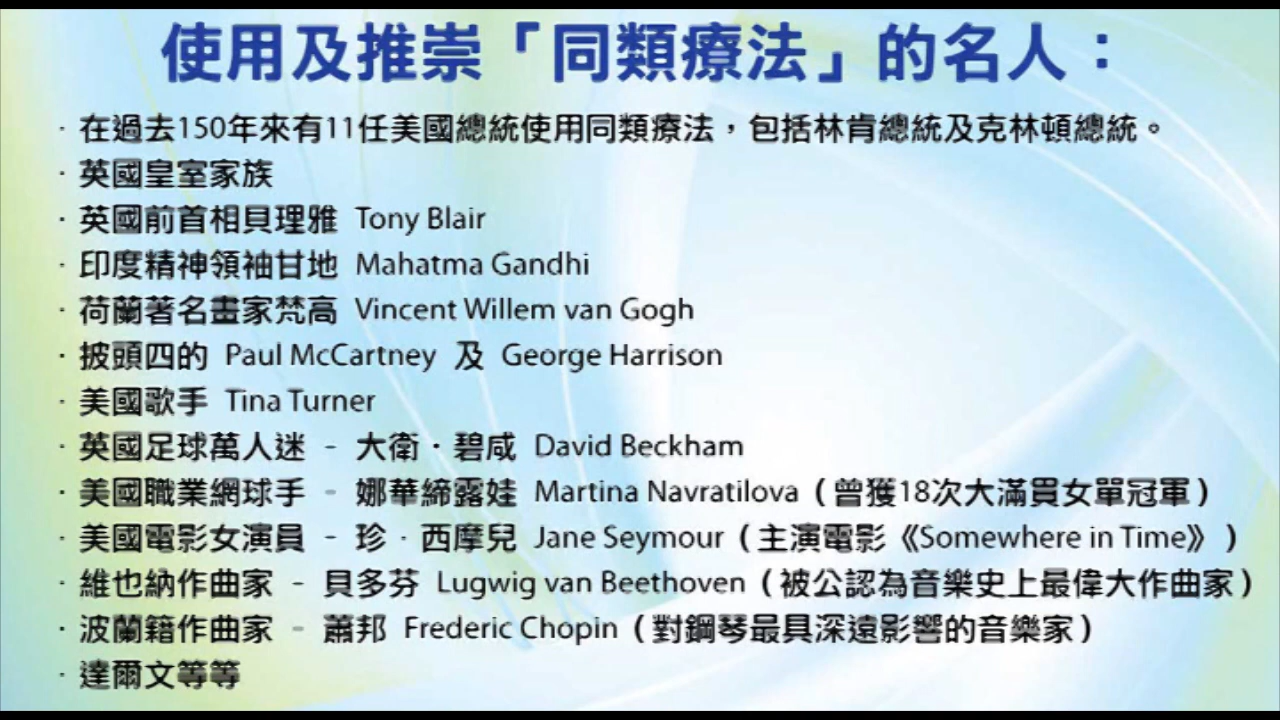 使用及推崇「同類療法」的名人：
· 在過去150年來有11任美國總統使用同類療法，包括林肯總統及克林頓總統。
· 英國皇室家族
· 英國前首相貝理雅 Tony Blair
· 印度精神領袖甘地 Mahatma Gandhi
· 荷蘭著名畫家梵高 Vincent Willem van Gogh
· 披頭四的 Paul McCartney 及 George Harrison
· 美國歌手 Tina Turner
· 英國足球萬人迷 - 大衛·碧咸 David Beckham
· 美國職業網球手 - 娜華締露娃 Martina Navratilova（曾獲18次大滿貫女單冠軍）
· 美國電影女演員 - 珍·西摩兒 Jane Seymour（主演電影《Somewhere in Time》）
· 維也納作曲家 - 貝多芬 Lugwig van Beethoven（被公認為音樂史上最偉大作曲家）
· 波蘭籍作曲家 - 蕭邦 Frederic Chopin（對鋼琴最具深遠影響的音樂家）
· 達爾文等等